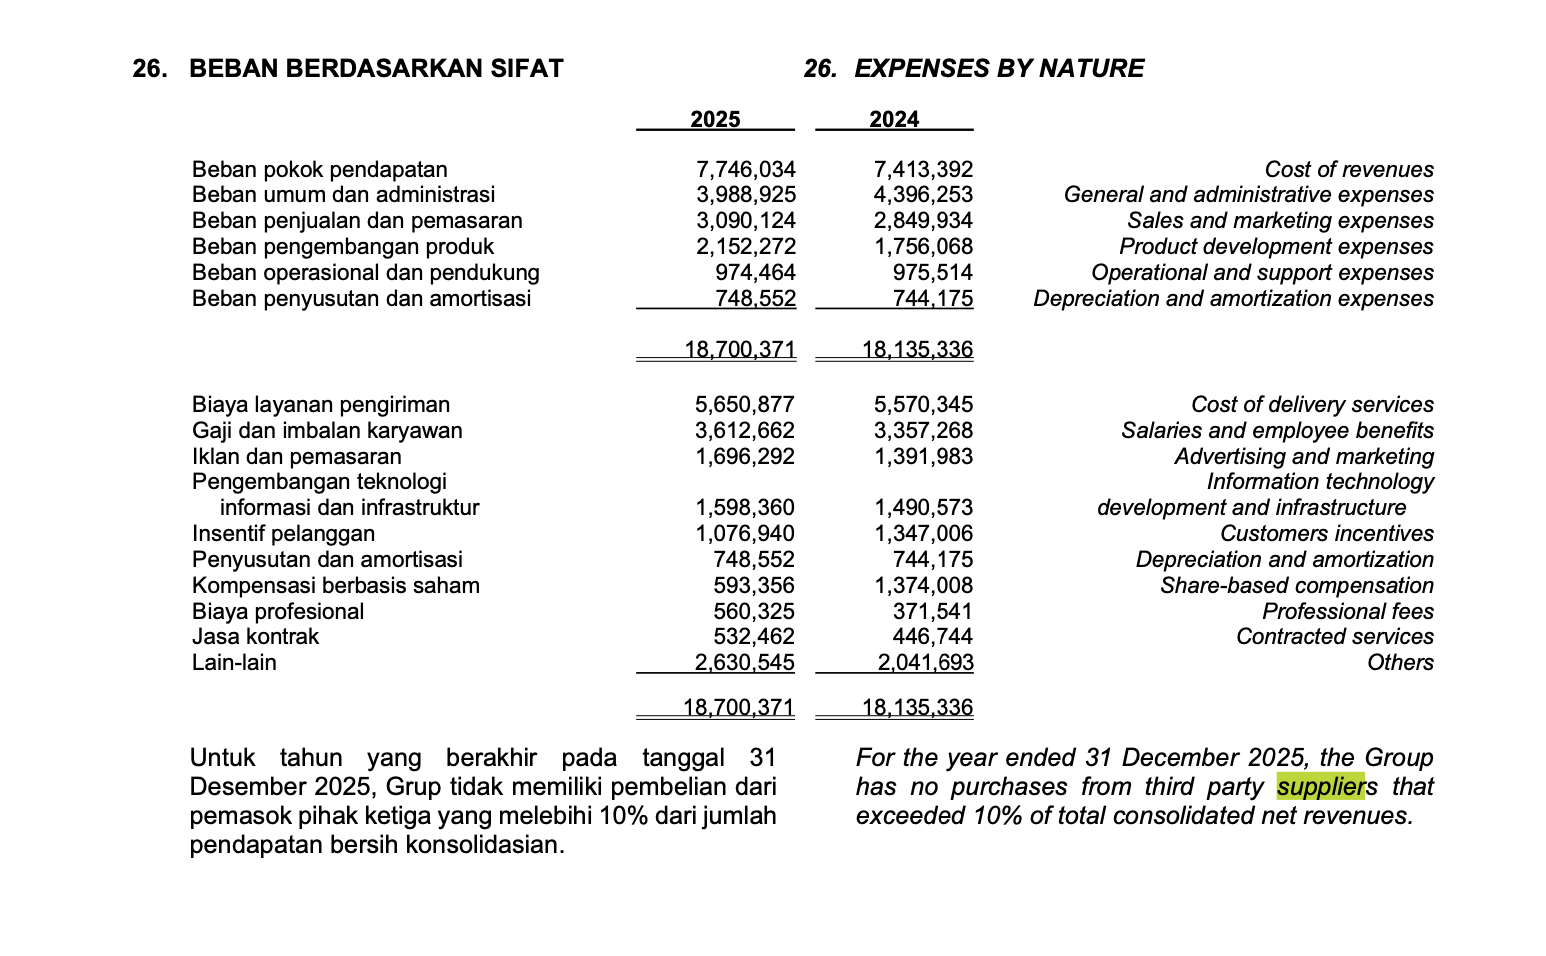 26. BEBAN BERDASARKAN SIFAT 26. EXPENSES BY NATURE
2025 2024
Beban pokok pendapatan 7,746,034 7,413,392 Cost of revenues
Beban umum dan administrasi 3,988,925 4,396,253 General and administrative expenses
Beban penjualan dan pemasaran 3,090,124 2,849,934 Sales and marketing expenses
Beban pengembangan produk 2,152,272 1,756,068 Product development expenses
Beban operasional dan pendukung 974,464 975,514 Operational and support expenses
Beban penyusutan dan amortisasi 748,552 744,175 Depreciation and amortization expenses
18,700,371 18,135,336
Biaya layanan pengiriman 5,650,877 5,570,345 Cost of delivery services
Gaji dan imbalan karyawan 3,612,662 3,357,268 Salaries and employee benefits
Iklan dan pemasaran 1,696,292 1,391,983 Advertising and marketing
Pengembangan teknologi Information technology
informasi dan infrastruktur 1,598,360 1,490,573 development and infrastructure
Insentif pelanggan 1,076,940 1,347,006 Customers incentives
Penyusutan dan amortisasi 748,552 744,175 Depreciation and amortization
Kompensasi berbasis saham 593,356 1,374,008 Share-based compensation
Biaya profesional 560,325 371,541 Professional fees
Jasa kontrak 532,462 446,744 Contracted services
Lain-lain 2,630,545 2,041,693 Others
18,700,371 18,135,336
Untuk tahun yang berakhir pada tanggal 31
Desember 2025, Grup tidak memiliki pembelian dari
pemasok pihak ketiga yang melebihi 10% dari jumlah
pendapatan bersih konsolidasian.
For the year ended 31 December 2025, the Group
has no purchases from third party suppliers that
exceeded 10% of total consolidated net revenues.